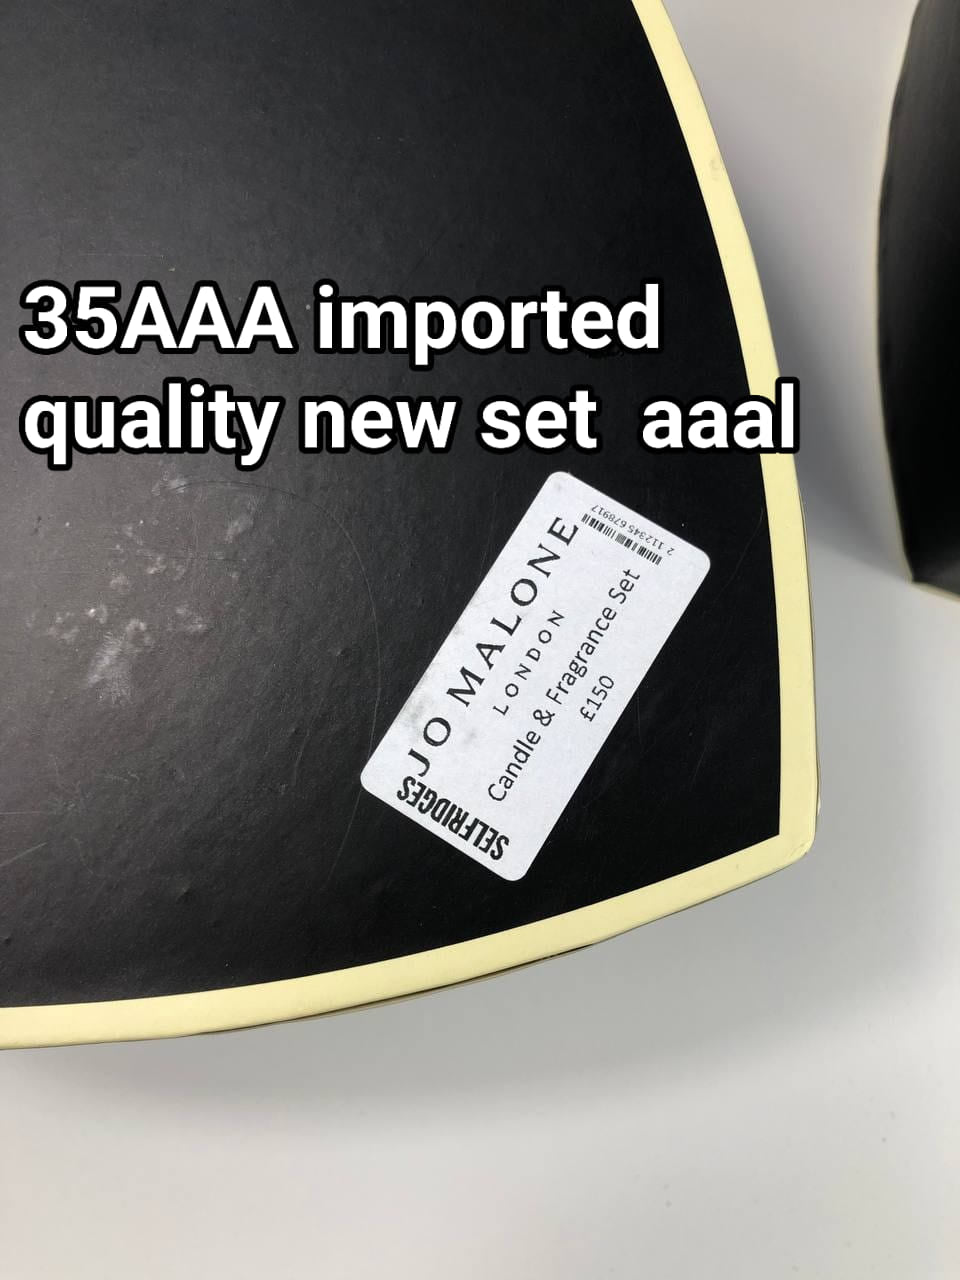 35AAA imported
quality new set aaal
SELFRIDGES
JO MALONE
LONDON
Candle & Fragrance Set
£150
2 112345 678917